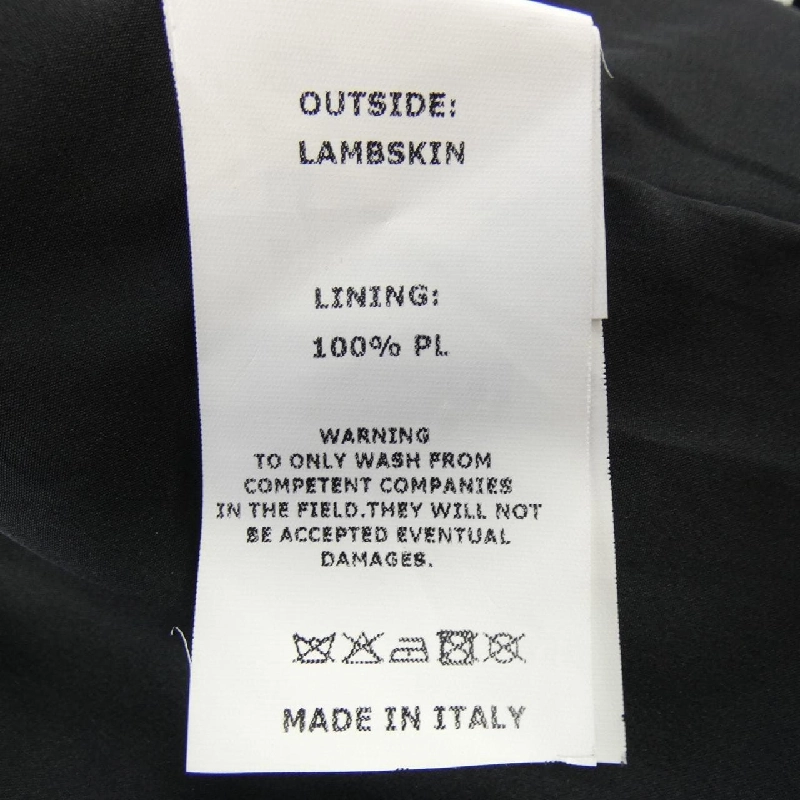 OUTSIDE:
LAMBSKIN
LINING:
100% PL
WARNING
TO ONLY WASH FROM
COMPETENT COMPANIES
IN THE FIELD.THEY WILL NOT
BE ACCEPTED EVENTUAL
DAMAGES.
MADE IN ITALY